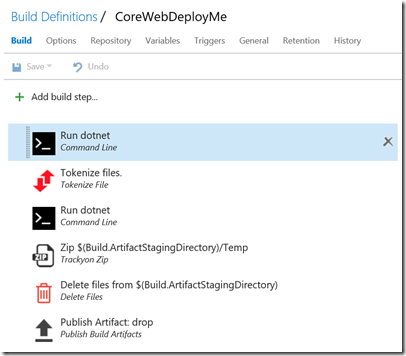 Build Definitions / CoreWebDeployMe
Build Options Repository Variables Triggers General Retention History
Save Undo
Add build step...
Run dotnet
Command Line
Tokenize files.
Tokenize File
Run dotnet
Command Line
ZIP
Zip $(Build.ArtifactStagingDirectory)/Temp
Trackyon Zip
Delete files from $(Build.ArtifactStagingDirectory)
Delete Files
Publish Artifact: drop
Publish Build Artifacts